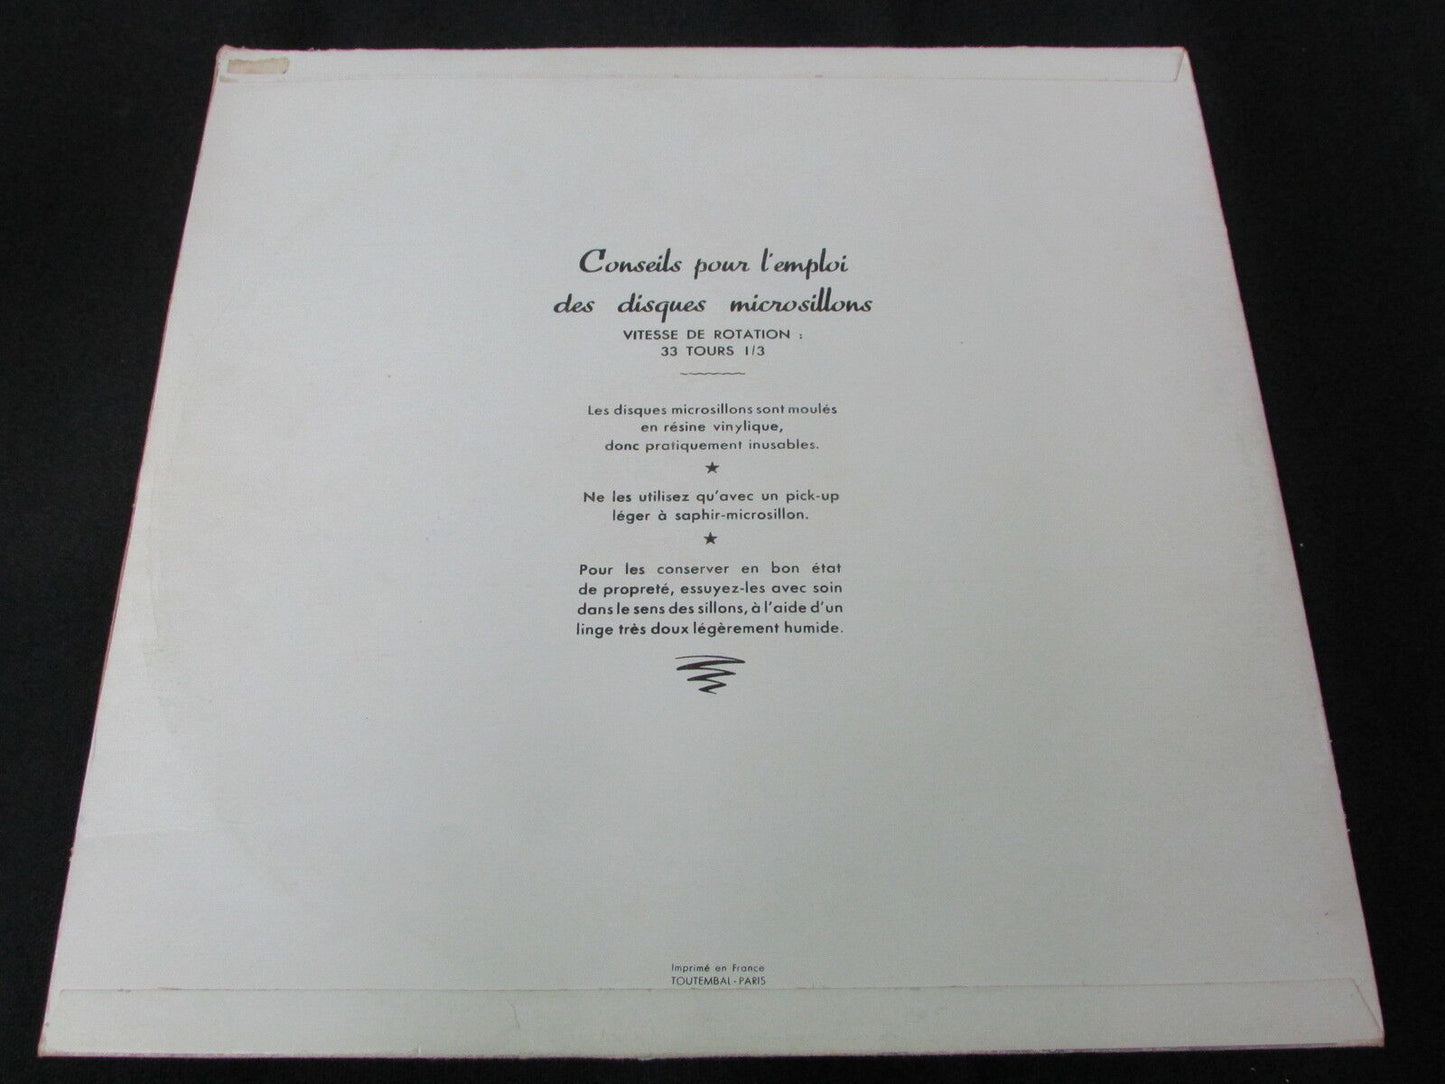 Conseils pour l'emploi
des disques microsillons
VITESSE DE ROTATION :
33 TOURS 1/3
Les disques microsillons sont moulés
en résine vinylique,
donc pratiquement inusables.
★
Ne les utilisez qu'avec un pick-up
léger à saphir-microsillon.
★
Pour les conserver en bon état
de propreté, essuyez-les avec soin
dans le sens des sillons, à l'aide d'un
linge très doux légèrement humide.
Imprimé en France
TOUTEMBAL - PARIS